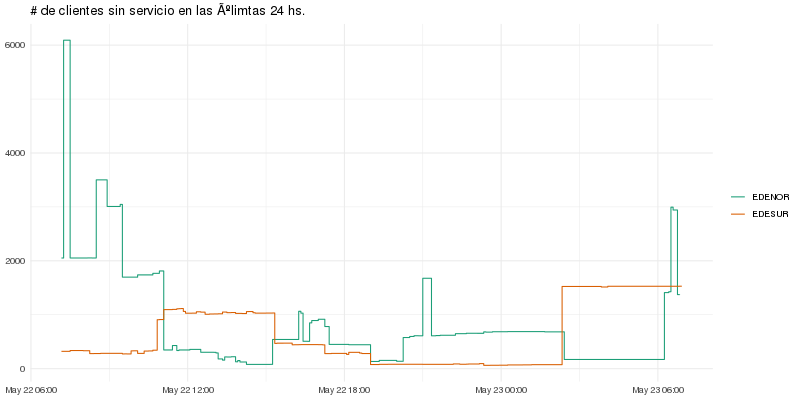 # de clientes sin servicio en las Ãºlimtas 24 hs.
6000
4000
2000
0
May 22 06:00
May 22 12:00
May 22 18:00
May 23 00:00
May 23 06:00
EDENOR
EDESUR